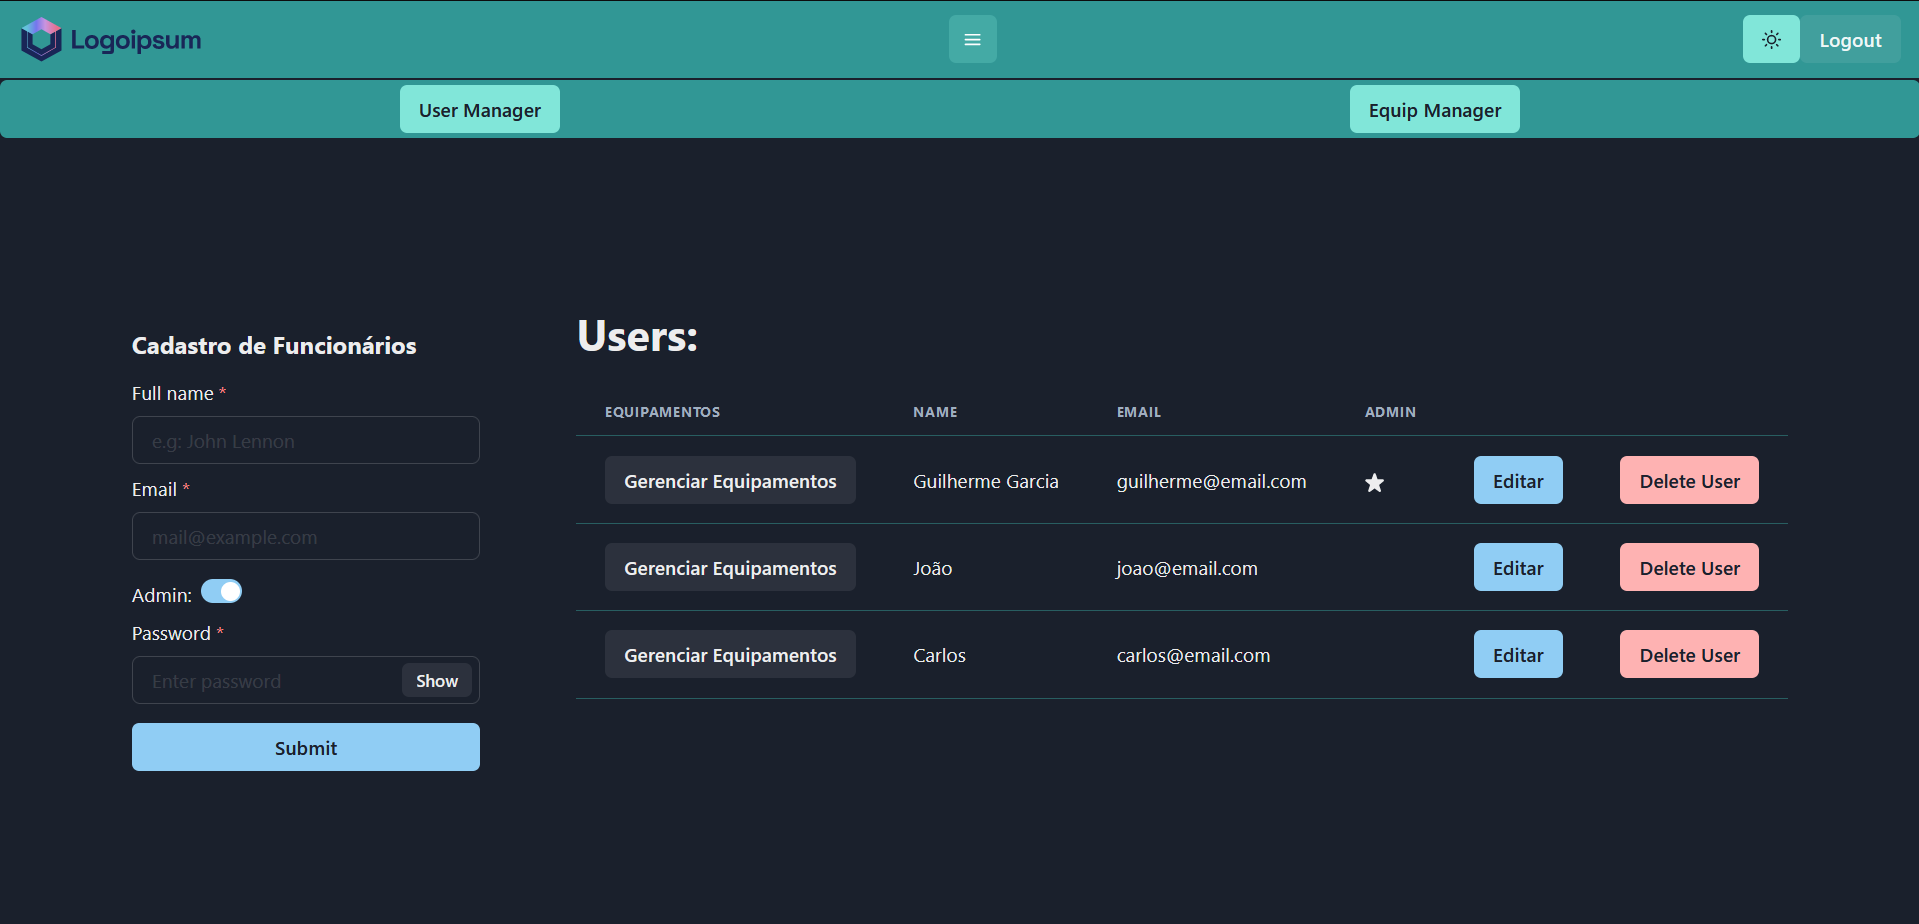 Logoipsum
Logout
User Manager
Equip Manager
Cadastro de Funcionários
Full name *
e.g: John Lennon
Email *
mail@example.com
Admin:
Password *
Enter password
Show
Submit
Users:
EQUIPAMENTOS NAME EMAIL ADMIN
Gerenciar Equipamentos Guilherme Garcia guilherme@email.com Editar Delete User
Gerenciar Equipamentos João joao@email.com Editar Delete User
Gerenciar Equipamentos Carlos carlos@email.com Editar Delete User